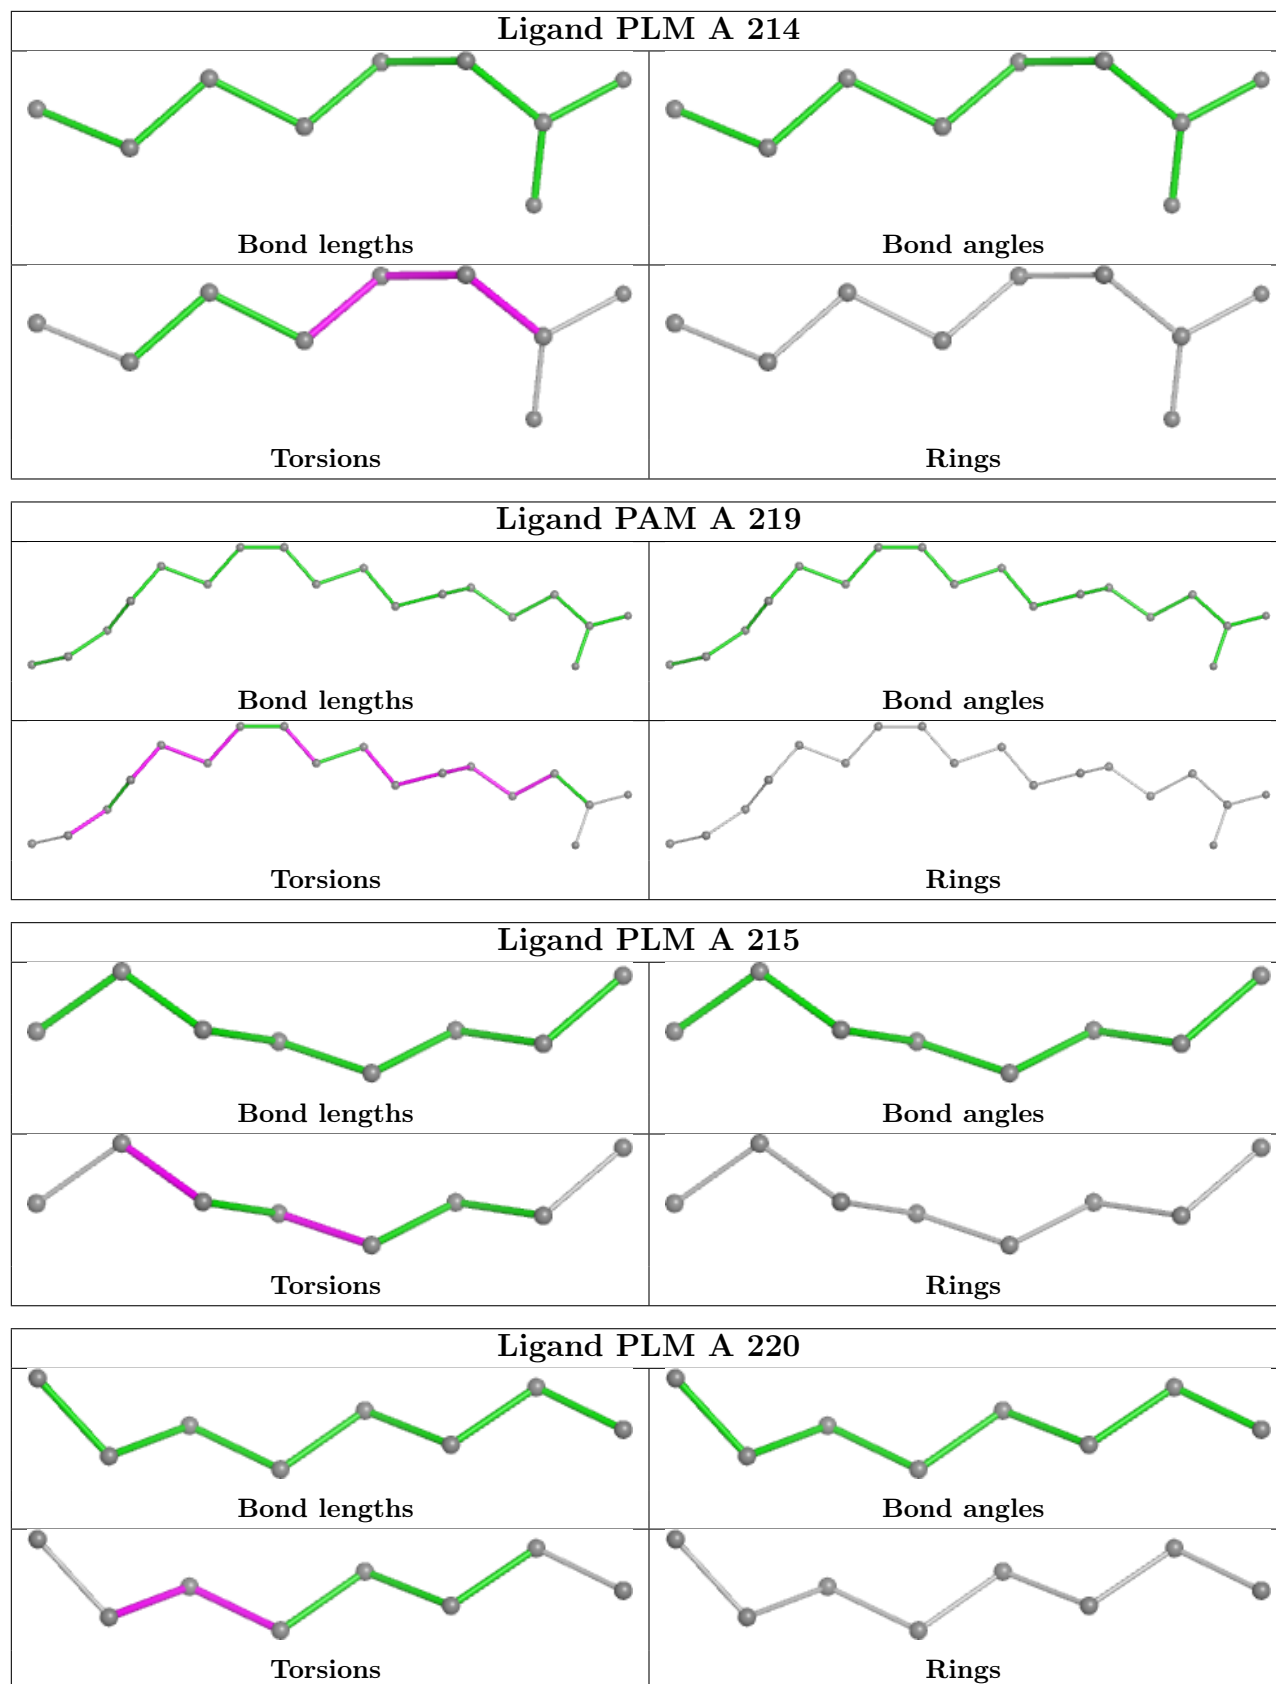 Ligand PLM A 214
Bond lengths
Bond angles
Torsions
Rings
Ligand PAM A 219
Bond lengths
Bond angles
Torsions
Rings
Ligand PLM A 215
Bond lengths
Bond angles
Torsions
Rings
Ligand PLM A 220
Bond lengths
Bond angles
Torsions
Rings